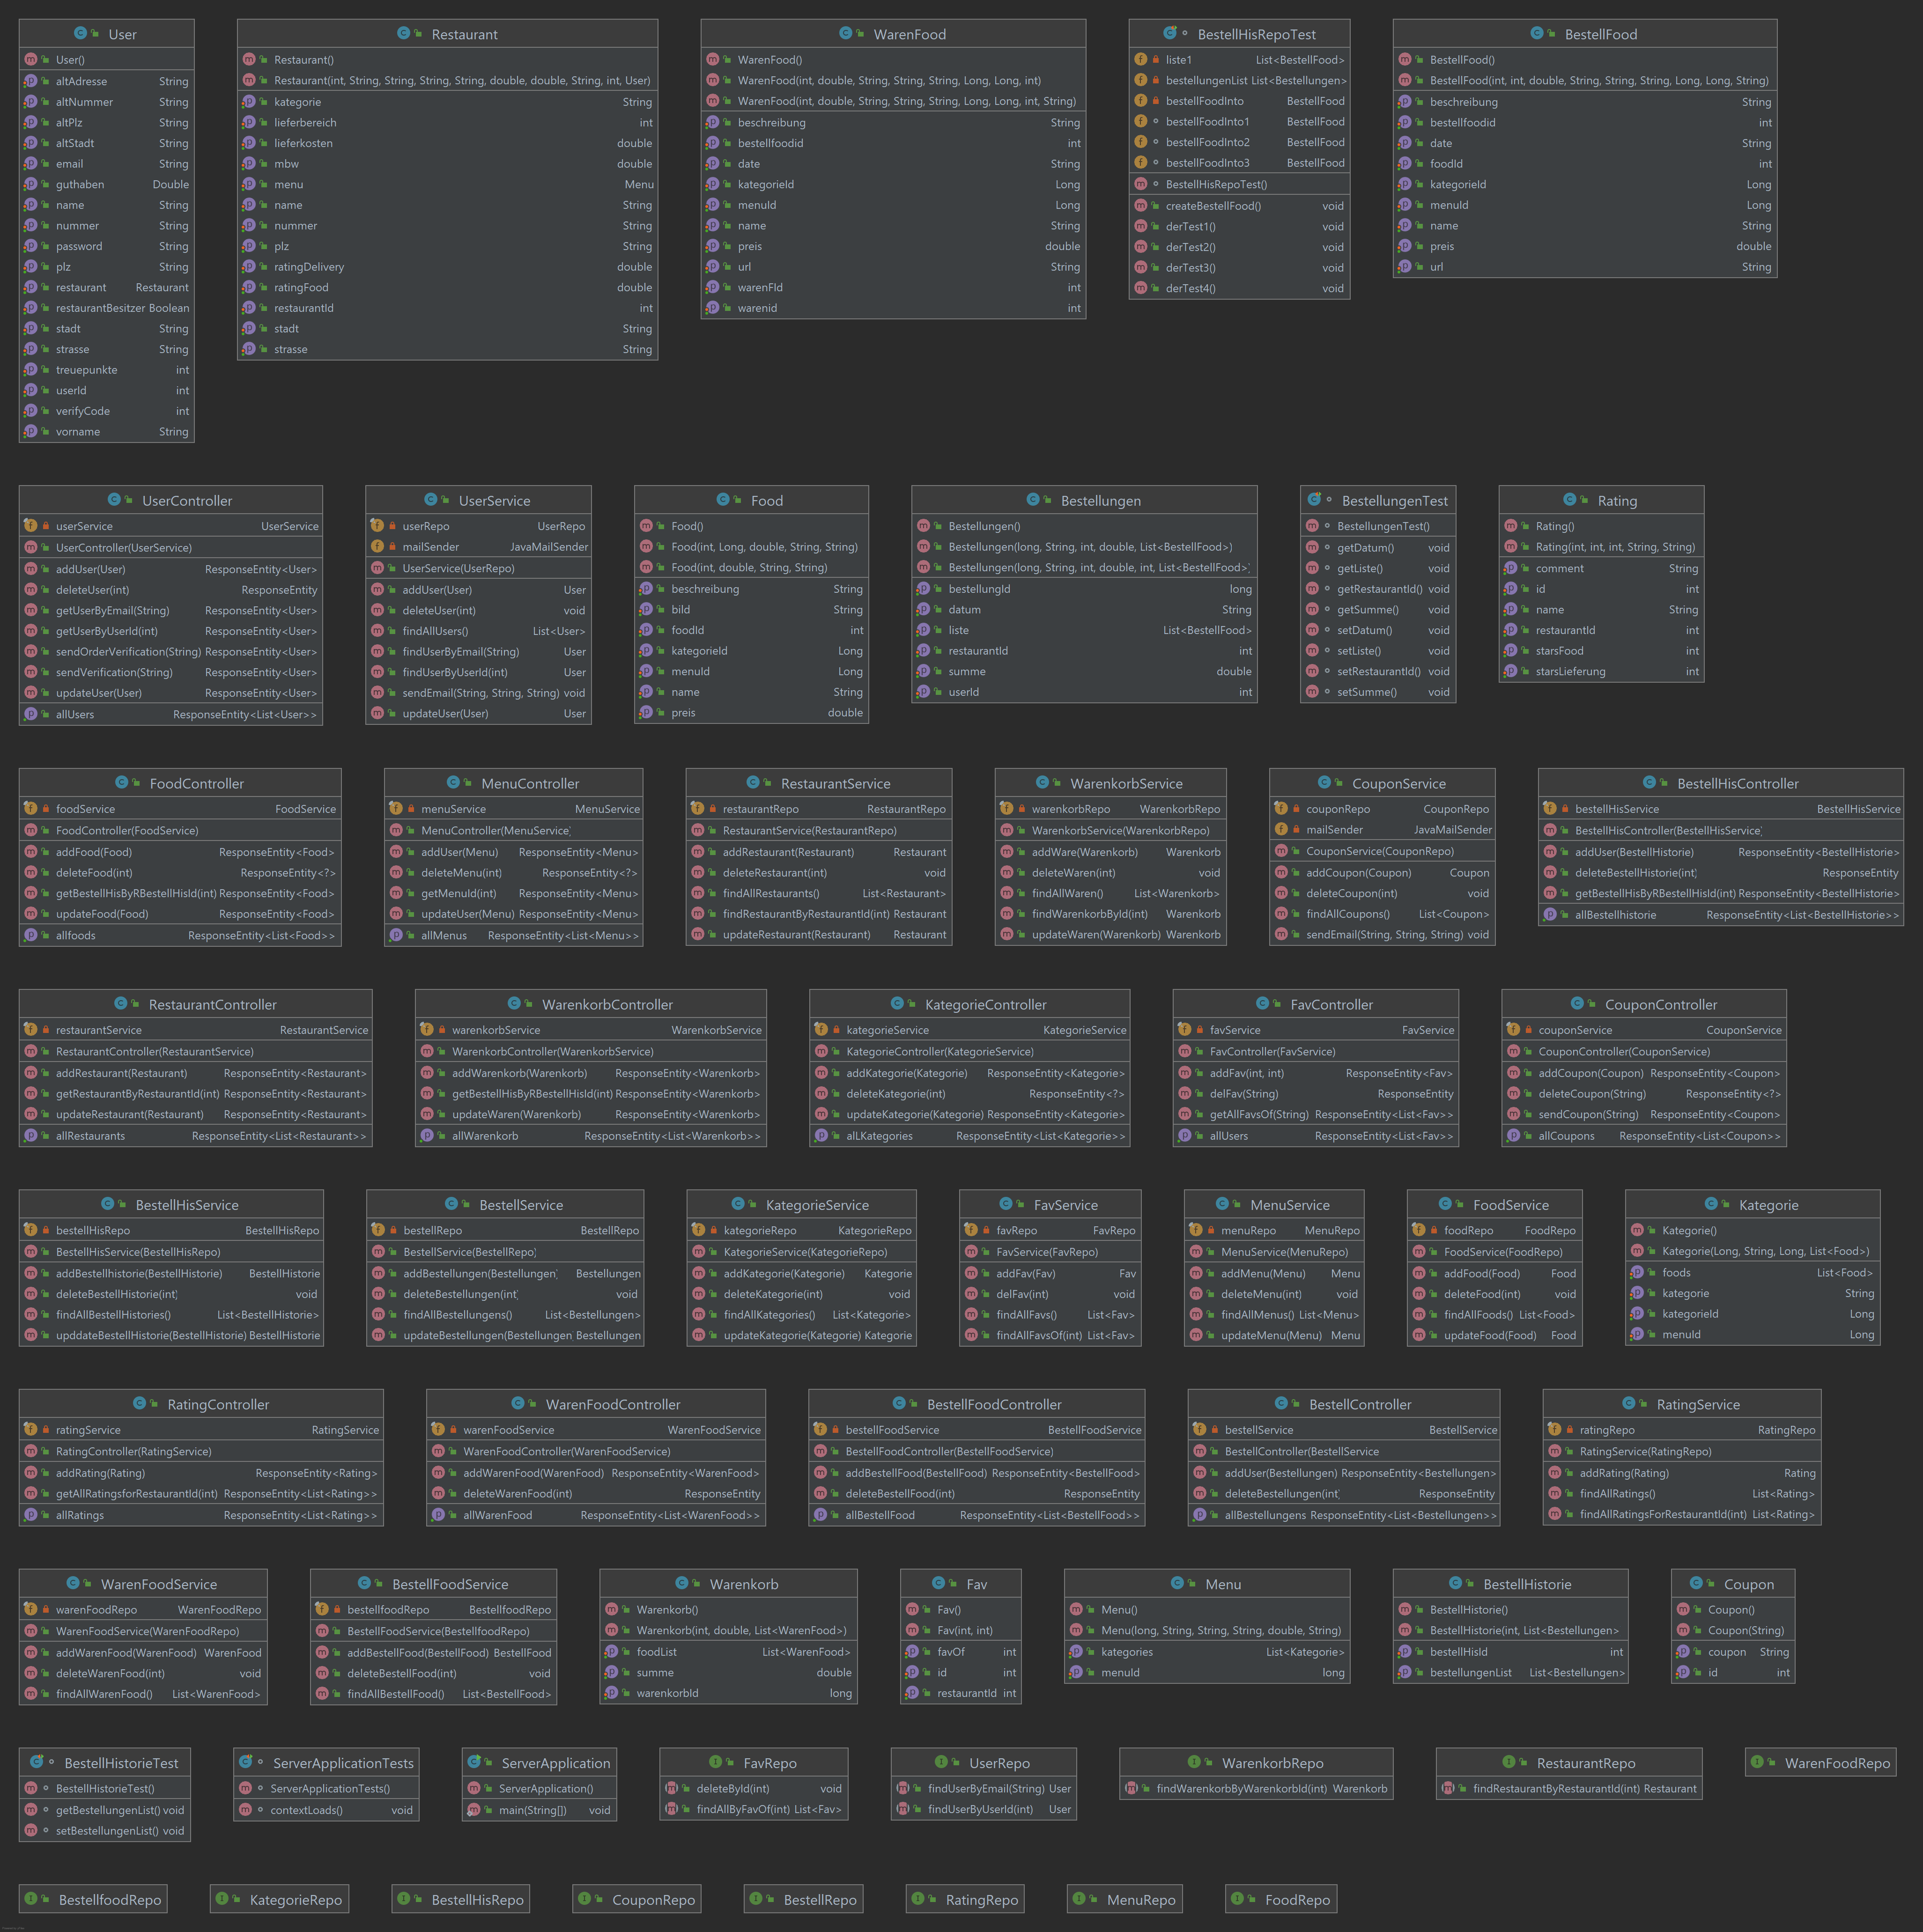 User
User()
altAdresse String
altNummer String
altPlz String
altStadt String
email String
guthaben Double
name String
nummer String
password String
plz String
restaurant Restaurant
restaurantBesitzer Boolean
stadt String
strasse String
treuepunkte int
userId int
verifyCode int
vorname String
Restaurant
Restaurant()
Restaurant(int, String, String, String, String, double, double, String, int, User)
kategorie String
lieferbereich int
lieferkosten double
mbw double
menu Menu
name String
nummer String
plz String
ratingDelivery double
ratingFood double
restaurantId int
stadt String
strasse String
WarenFood
WarenFood()
WarenFood(int, double, String, String, String, Long, Long, int)
WarenFood(int, double, String, String, String, Long, Long, int, String)
beschreibung String
bestellfoodid int
date String
kategorieId Long
menuId Long
name String
preis double
url String
warenFId int
warenid int
BestellHisRepoTest
liste1 List<BestellFood>
bestellungenList List<Bestellungen>
bestellFoodInto BestellFood
bestellFoodInto1 BestellFood
bestellFoodInto2 BestellFood
bestellFoodInto3 BestellFood
BestellHisRepoTest()
createBestellFood() void
derTest1() void
derTest2() void
derTest3() void
derTest4() void
BestellFood
BestellFood()
BestellFood(int, int, double, String, String, String, Long, Long, String)
beschreibung String
bestellfoodid int
date String
foodId int
kategorieId Long
menuId Long
name String
preis double
url String
UserController
userService UserService
UserController(UserService)
addUser(User) ResponseEntity<User>
deleteUser(int) ResponseEntity
getUserByEmail(String) ResponseEntity<User>
getUserByUserId(int) ResponseEntity<User>
sendOrderVerification(String) ResponseEntity<User>
sendVerification(String) ResponseEntity<User>
updateUser(User) ResponseEntity<User>
allUsers ResponseEntity<List<User>>
UserService
userRepo UserRepo
mailSender JavaMailSender
UserService(UserRepo)
addUser(User) User
deleteUser(int) void
findAllUsers() List<User>
findUserByEmail(String) User
findUserByUserId(int) User
sendEmail(String, String, String) void
updateUser(User) User
Food
Food()
Food(int, Long, double, String, String)
Food(int, double, String, String)
beschreibung String
bild String
foodId int
kategorieId Long
menuId Long
name String
preis double
Bestellungen
Bestellungen()
Bestellungen(long, String, int, double, List<BestellFood>)
Bestellungen(long, String, int, double, int, List<BestellFood>)
bestellungId long
datum String
liste List<BestellFood>
restaurantId int
summe double
userId int
BestellungenTest
BestellungenTest()
getDatum() void
getListe() void
getRestaurantId() void
getSumme() void
setDatum() void
setListe() void
setRestaurantId() void
setSumme() void
Rating
Rating()
Rating(int, int, int, String, String)
comment String
id int
name String
restaurantId int
starsFood int
starsLieferung int
FoodController
foodService FoodService
FoodController(FoodService)
addFood(Food) ResponseEntity<Food>
deleteFood(int) ResponseEntity<?>
getBestellHisByRBestellHisId(int) ResponseEntity<Food>
updateFood(Food) ResponseEntity<Food>
allfoods ResponseEntity<List<Food>>
MenuController
menuService MenuService
MenuController(MenuService)
addUser(Menu) ResponseEntity<Menu>
deleteMenu(int) ResponseEntity<?>
getMenuId(int) ResponseEntity<Menu>
updateUser(Menu) ResponseEntity<Menu>
allMenus ResponseEntity<List<Menu>>
RestaurantService
restaurantRepo RestaurantRepo
RestaurantService(RestaurantRepo)
addRestaurant(Restaurant) Restaurant
deleteRestaurant(int) void
findAllRestaurants() List<Restaurant>
findRestaurantByRestaurantId(int) Restaurant
updateRestaurant(Restaurant) Restaurant
WarenkorbService
warenkorbRepo WarenkorbRepo
WarenkorbService(WarenkorbRepo)
addWare(Warenkorb) Warenkorb
deleteWaren(int) void
findAllWaren() List<Warenkorb>
findWarenkorbById(int) Warenkorb
updateWaren(Warenkorb) Warenkorb
CouponService
couponRepo CouponRepo
mailSender JavaMailSender
CouponService(CouponRepo)
addCoupon(Coupon) Coupon
deleteCoupon(int) void
findAllCoupons() List<Coupon>
sendEmail(String, String, String) void
BestellHisController
bestellHisService BestellHisService
BestellHisController(BestellHisService)
addUser(BestellHistorie) ResponseEntity<BestellHistorie>
deleteBestellHistorie(int) ResponseEntity
getBestellHisByRBestellHisId(int) ResponseEntity<BestellHistorie>
allBestellhistorie ResponseEntity<List<BestellHistorie>>
RestaurantController
restaurantService RestaurantService
RestaurantController(RestaurantService)
addRestaurant(Restaurant) ResponseEntity<Restaurant>
getRestaurantByRestaurantId(int) ResponseEntity<Restaurant>
updateRestaurant(Restaurant) ResponseEntity<Restaurant>
allRestaurants ResponseEntity<List<Restaurant>>
WarenkorbController
warenkorbService WarenkorbService
WarenkorbController(WarenkorbService)
addWarenkorb(Warenkorb) ResponseEntity<Warenkorb>
getBestellHisByRBestellHisId(int) ResponseEntity<Warenkorb>
updateWaren(Warenkorb) ResponseEntity<Warenkorb>
allWarenkorb ResponseEntity<List<Warenkorb>>
KategorieController
kategorieService KategorieService
KategorieController(KategorieService)
addKategorie(Kategorie) ResponseEntity<Kategorie>
deleteKategorie(int) ResponseEntity<?>
updateKategorie(Kategorie) ResponseEntity<Kategorie>
alLKategories ResponseEntity<List<Kategorie>>
FavController
favService FavService
FavController(FavService)
addFav(int, int) ResponseEntity<Fav>
delFav(String) ResponseEntity
getAllFavsOf(String) ResponseEntity<List<Fav>>
allUsers ResponseEntity<List<Fav>>
CouponController
couponService CouponService
CouponController(CouponService)
addCoupon(Coupon) ResponseEntity<Coupon>
deleteCoupon(String) ResponseEntity<?>
sendCoupon(String) ResponseEntity<Coupon>
allCoupons ResponseEntity<List<Coupon>>
BestellHisService
bestellHisRepo BestellHisRepo
BestellHisService(BestellHisRepo)
addBestellhistorie(BestellHistorie) BestellHistorie
deleteBestellHistorie(int) void
findAllBestellHistories() List<BestellHistorie>
upddateBestellHistorie(BestellHistorie) BestellHistorie
BestellService
bestellRepo BestellRepo
BestellService(BestellRepo)
addBestellungen(Bestellungen) Bestellungen
deleteBestellungen(int) void
findAllBestellungens() List<Bestellungen>
updateBestellungen(Bestellungen Bestellungen
KategorieService
kategorieRepo KategorieRepo
KategorieService(KategorieRepo)
addKategorie(Kategorie) Kategorie
deleteKategorie(int) void
findAllKategories() List<Kategorie>
updateKategorie(Kategorie) Kategorie
FavService
favRepo FavRepo
FavService(FavRepo)
addFav(Fav) Fav
delFav(int) void
findAllFavs() List<Fav>
findAllFavsOf(int) List<Fav>
MenuService
menuRepo MenuRepo
MenuService(MenuRepo)
addMenu(Menu) Menu
deleteMenu(int) void
findAllMenus() List<Menu>
updateMenu(Menu) Menu
FoodService
foodRepo FoodRepo
FoodService(FoodRepo)
addFood(Food) Food
deleteFood(int) void
findAllFoods() List<Food>
updateFood(Food) Food
Kategorie
Kategorie()
Kategorie(Long, String, Long, List<Food>)
foods List<Food>
kategorie String
kategorieId Long
menuId Long
RatingController
ratingService RatingService
RatingController(RatingService)
addRating(Rating) ResponseEntity<Rating>
getAllRatingsforRestaurantId(int) ResponseEntity<List<Rating>>
allRatings ResponseEntity<List<Rating>>
WarenFoodController
warenFoodService WarenFoodService
WarenFoodController(WarenFoodService)
addWarenFood(WarenFood) ResponseEntity<WarenFood>
deleteWarenFood(int) ResponseEntity
allWarenFood ResponseEntity<List<WarenFood>>
BestellFoodController
bestellFoodService BestellFoodService
BestellFoodController(BestellFoodService)
addBestellFood(BestellFood) ResponseEntity<BestellFood>
deleteBestellFood(int) ResponseEntity
allBestellFood ResponseEntity<List<BestellFood>>
BestellController
bestellService BestellService
BestellController(BestellService
addUser(Bestellungen) ResponseEntity<Bestellungen>
deleteBestellungen(int) ResponseEntity
allBestellungens ResponseEntity<List<Bestellungen>>
RatingService
ratingRepo RatingRepo
RatingService(RatingRepo)
addRating(Rating) Rating
findAllRatings() List<Rating>
findAllRatingsForRestaurantId(int) List<Rating>
WarenFoodService
warenFoodRepo WarenFoodRepo
WarenFoodService(WarenFoodRepo)
addWarenFood(WarenFood) WarenFood
deleteWarenFood(int) void
findAllWarenFood() List<WarenFood>
BestellFoodService
bestellfoodRepo BestellfoodRepo
BestellFoodService(BestellfoodRepo)
addBestellFood(BestellFood) BestellFood
deleteBestellFood(int) void
findAllBestellFood() List<BestellFood>
Warenkorb
Warenkorb()
Warenkorb(int, double, List<WarenFood>)
foodList List<WarenFood>
summe double
warenkorbId long
Fav
Fav()
Fav(int, int)
favOf int
id int
restaurantId int
Menu
Menu()
Menu(long, String, String, String, double, String)
kategories List<Kategorie>
menuId long
BestellHistorie
BestellHistorie()
BestellHistorie(int, List<Bestellungen>
bestellHisId int
bestellungenList List<Bestellungen>
Coupon
Coupon()
Coupon(String)
coupon String
id int
BestellHistorieTest
BestellHistorieTest()
getBestellungenList() void
setBestellungenList() void
ServerApplicationTests
ServerApplicationTests()
contextLoads() void
ServerApplication
ServerApplication()
main(String[]) void
FavRepo
deleteById(int) void
findAllByFavOf(int) List<Fav>
UserRepo
findUserByEmail(String) User
findUserByUserId(int) User
WarenkorbRepo
findWarenkorbByWarenkorbId(int) Warenkorb
RestaurantRepo
findRestaurantByRestaurantId(int) Restaurant
WarenFoodRepo
BestellfoodRepo
KategorieRepo
BestellHisRepo
CouponRepo
BestellRepo
RatingRepo
MenuRepo
FoodRepo